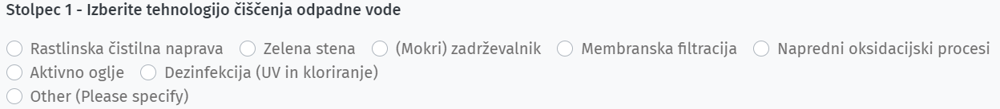 Stolpec 1 - Izberite tehnologijo čiščenja odpadne vode
Rastlinska čistilna naprava Zelena stena (Mokri) zadrževalnik Membranska filtracija Napredni oksidacijski procesi
Aktivno oglje Dezinfekcija (UV in kloriranje)
Other (Please specify)